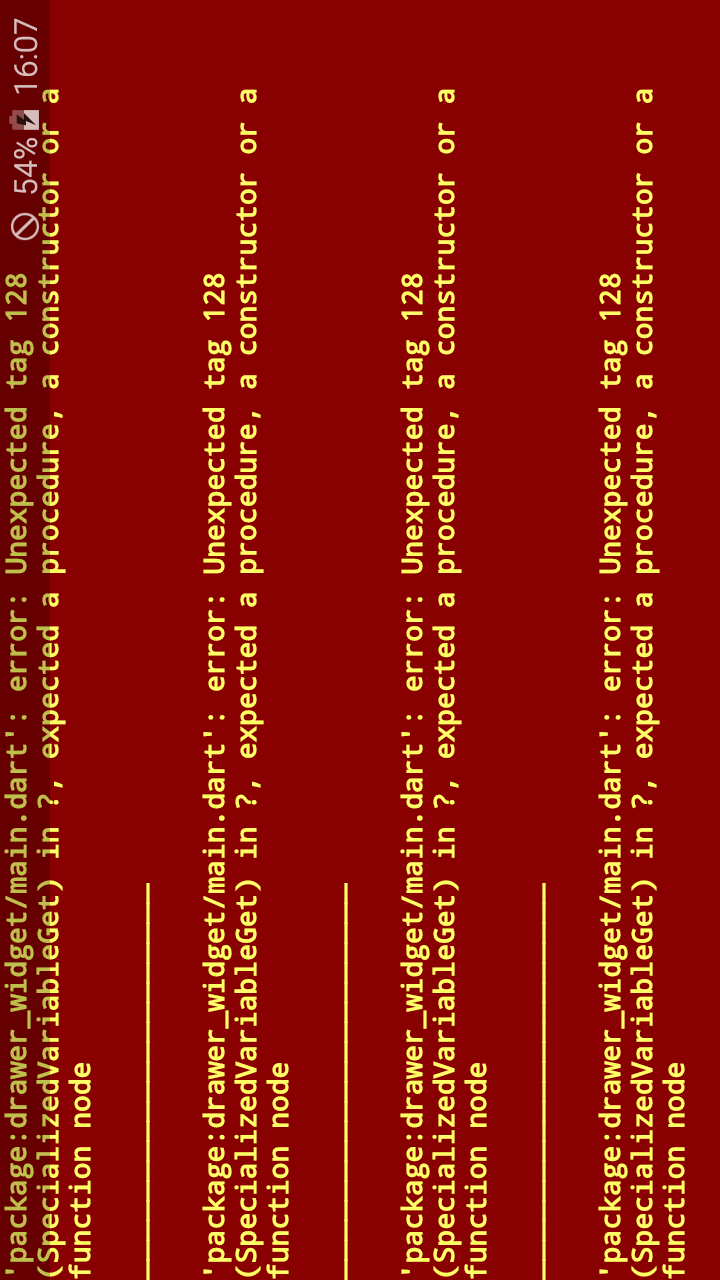 54% 16:07
'package:drawer_widget/main.dart': error: Unexpected tag 128
(SpecializedVariableGet) in ?, expected a procedure, a constructor or a
function node
'package:drawer_widget/main.dart': error: Unexpected tag 128
(SpecializedVariableGet) in ?, expected a procedure, a constructor or a
function node
'package:drawer_widget/main.dart': error: Unexpected tag 128
(SpecializedVariableGet) in ?, expected a procedure, a constructor or a
function node
'package:drawer_widget/main.dart': error: Unexpected tag 128
(SpecializedVariableGet) in ?, expected a procedure, a constructor or a
function node